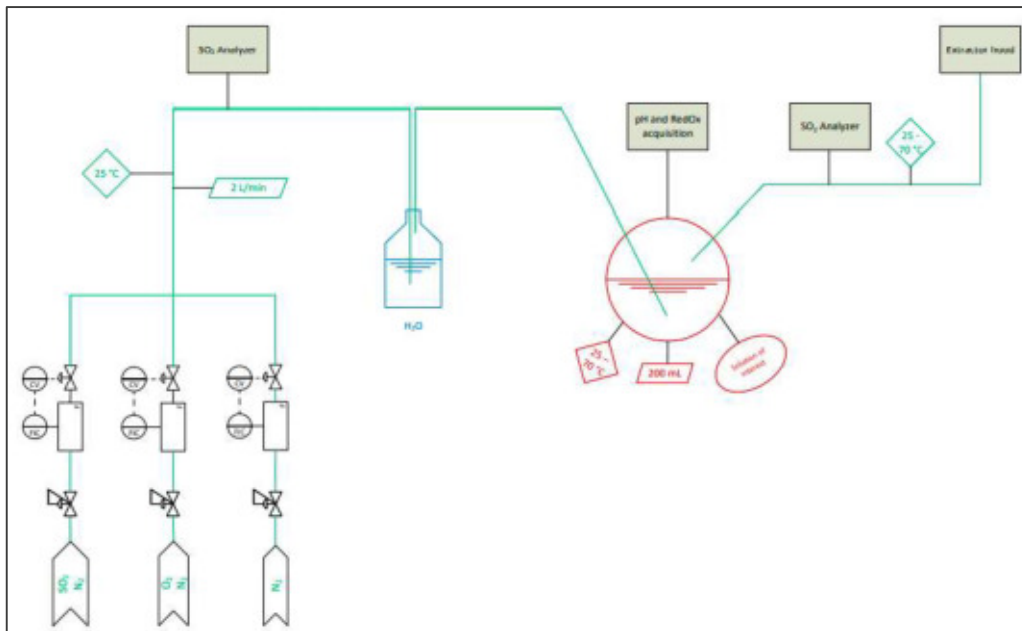 SO₂ Analyzer
Extractor hood
pH and RedOx
acquisition
SO₂ Analyzer
25 -
70 °C
25 °C
2 L/min
H₂O
25 -
70 °C
200 mL
Solution of
interest
CV
CV
CV
FIC
FIC
FIC
SO₂
N₂
O₂
N₂
N₂